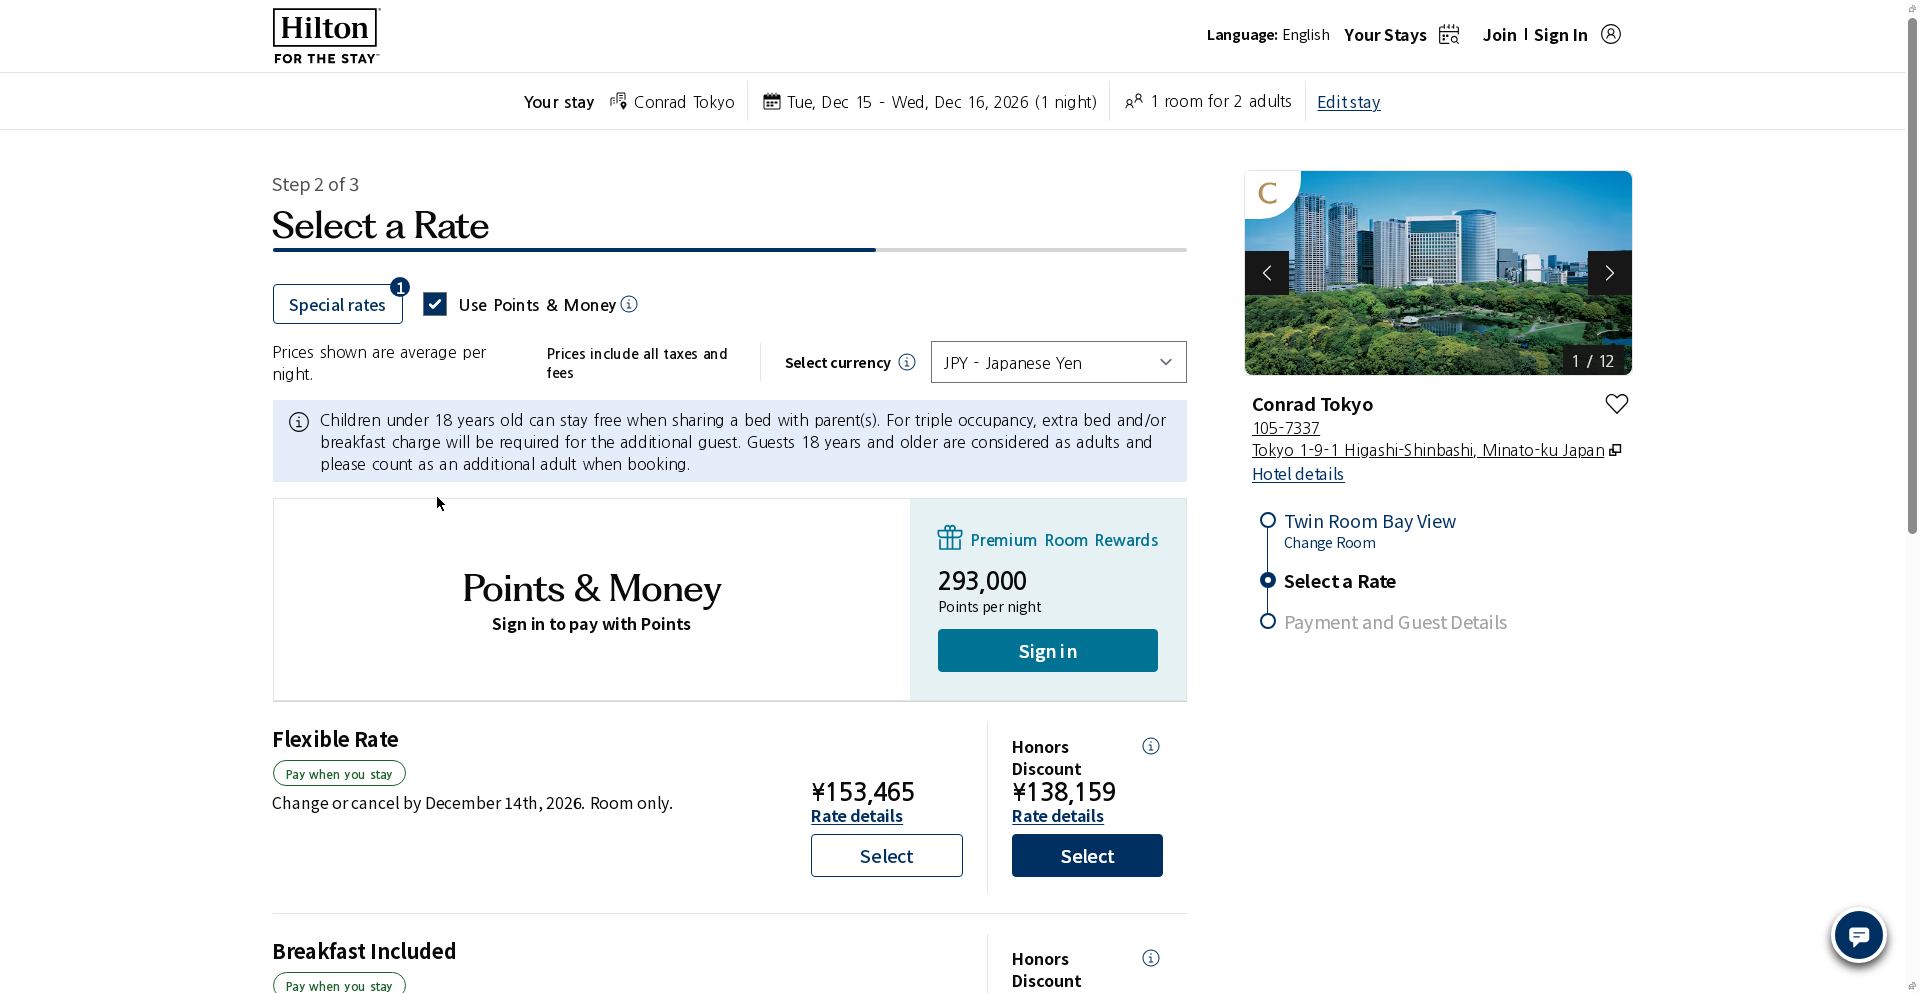 Hilton
FOR THE STAY
Language: English
Your Stays
Join | Sign In
Your stay
Conrad Tokyo
Tue, Dec 15 - Wed, Dec 16, 2026 (1 night)
1 room for 2 adults
Edit stay
Step 2 of 3
Select a Rate
Special rates
1
Use Points & Money
Prices shown are average per
night.
Prices include all taxes and
fees
Select currency
JPY - Japanese Yen
Children under 18 years old can stay free when sharing a bed with parent(s). For triple occupancy, extra bed and/or
breakfast charge will be required for the additional guest. Guests 18 years and older are considered as adults and
please count as an additional adult when booking.
Points & Money
Sign in to pay with Points
Premium Room Rewards
293,000
Points per night
Sign in
Flexible Rate
Pay when you stay
Change or cancel by December 14th, 2026. Room only.
¥153,465
Rate details
Select
Honors
Discount
¥138,159
Rate details
Select
Breakfast Included
Pay when you stay
Honors
Discount
C
1 / 12
Conrad Tokyo
105-7337
Tokyo 1-9-1 Higashi-Shinbashi, Minato-ku Japan
Hotel details
Twin Room Bay View
Change Room
Select a Rate
Payment and Guest Details